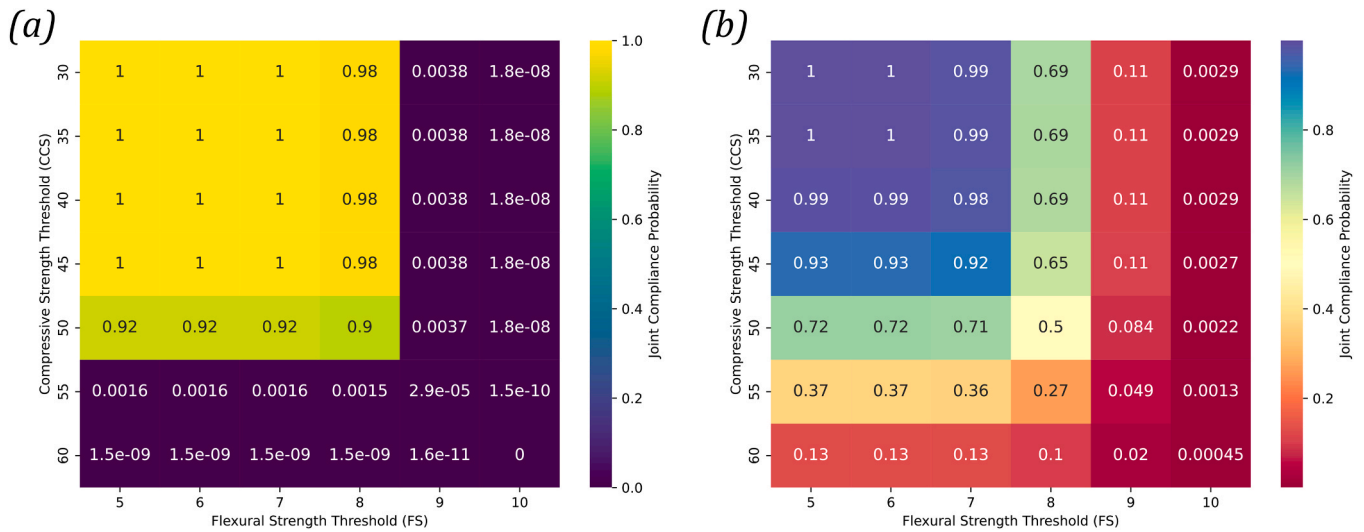 (a)
Compressive Strength Threshold (CCS)
30 1 1 1 0.98 0.0038 1.8e-08
35 1 1 1 0.98 0.0038 1.8e-08
40 1 1 1 0.98 0.0038 1.8e-08
45 1 1 1 0.98 0.0038 1.8e-08
50 0.92 0.92 0.92 0.9 0.0037 1.8e-08
55 0.0016 0.0016 0.0016 0.0015 2.9e-05 1.5e-10
60 1.5e-09 1.5e-09 1.5e-09 1.5e-09 1.6e-11 0
5 6 7 8 9 10
Flexural Strength Threshold (FS)
1.0
0.8
0.6
0.4
0.2
0.0
Joint Compliance Probability
(b)
Compressive Strength Threshold (CCS)
30 1 1 0.99 0.69 0.11 0.0029
35 1 1 0.99 0.69 0.11 0.0029
40 0.99 0.99 0.98 0.69 0.11 0.0029
45 0.93 0.93 0.92 0.65 0.11 0.0027
50 0.72 0.72 0.71 0.5 0.084 0.0022
55 0.37 0.37 0.36 0.27 0.049 0.0013
60 0.13 0.13 0.13 0.1 0.02 0.00045
5 6 7 8 9 10
Flexural Strength Threshold (FS)
0.8
0.6
0.4
0.2
Joint Compliance Probability